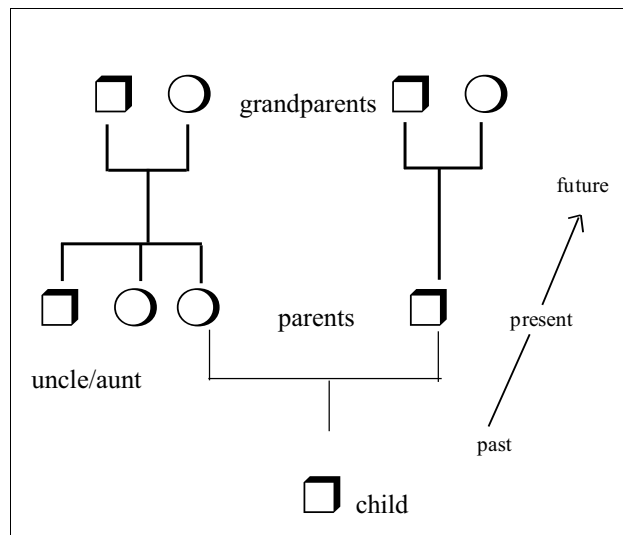 grandparents
future
parents
present
uncle/aunt
past
child